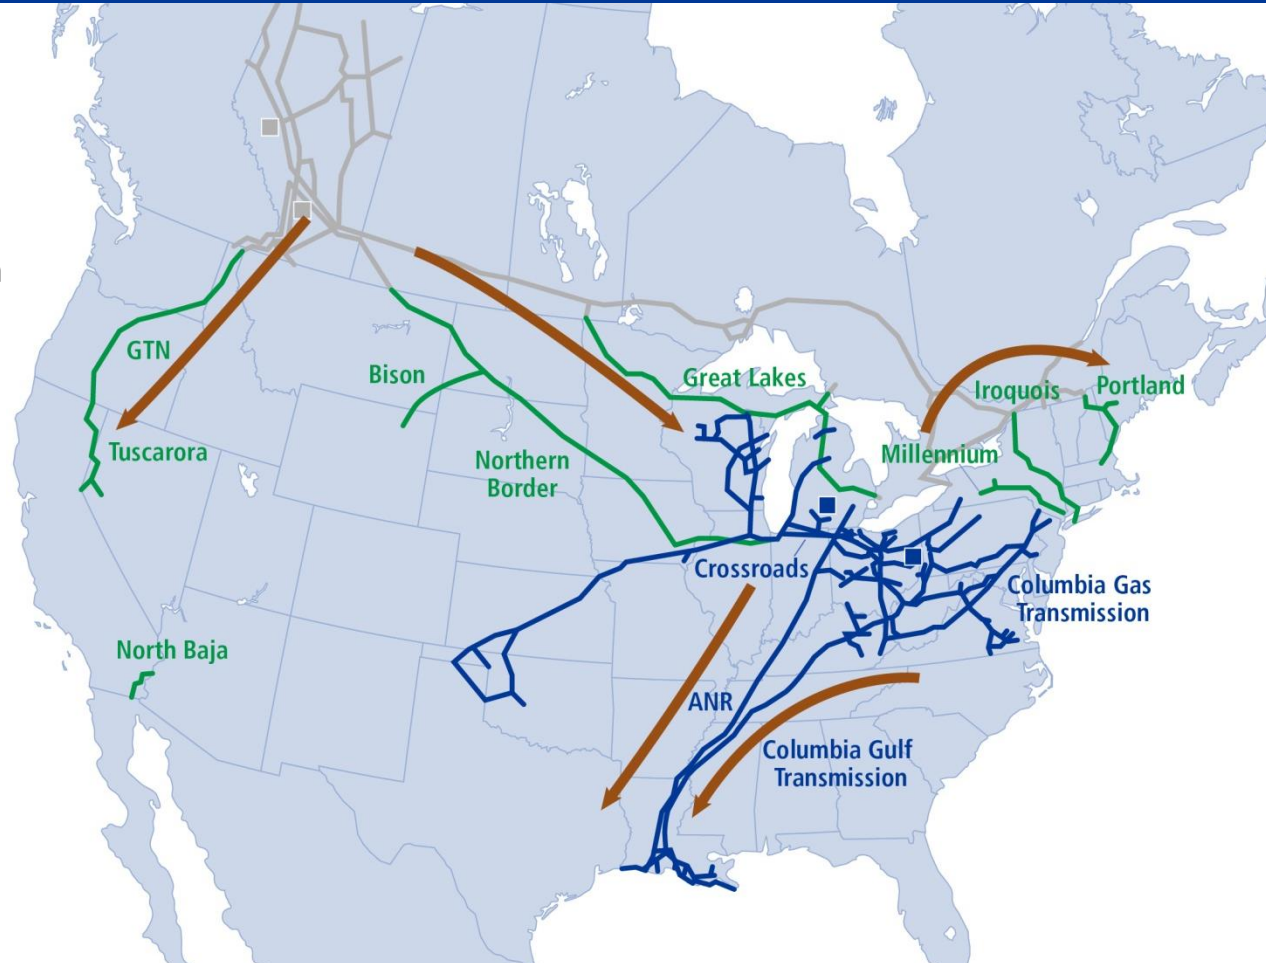 GTN
Bison
Great Lakes
Iroquois
Portland
Tuscarora
Northern
Border
Millennium
Crossroads
Columbia Gas
Transmission
North Baja
ANR
Columbia Gulf
Transmission